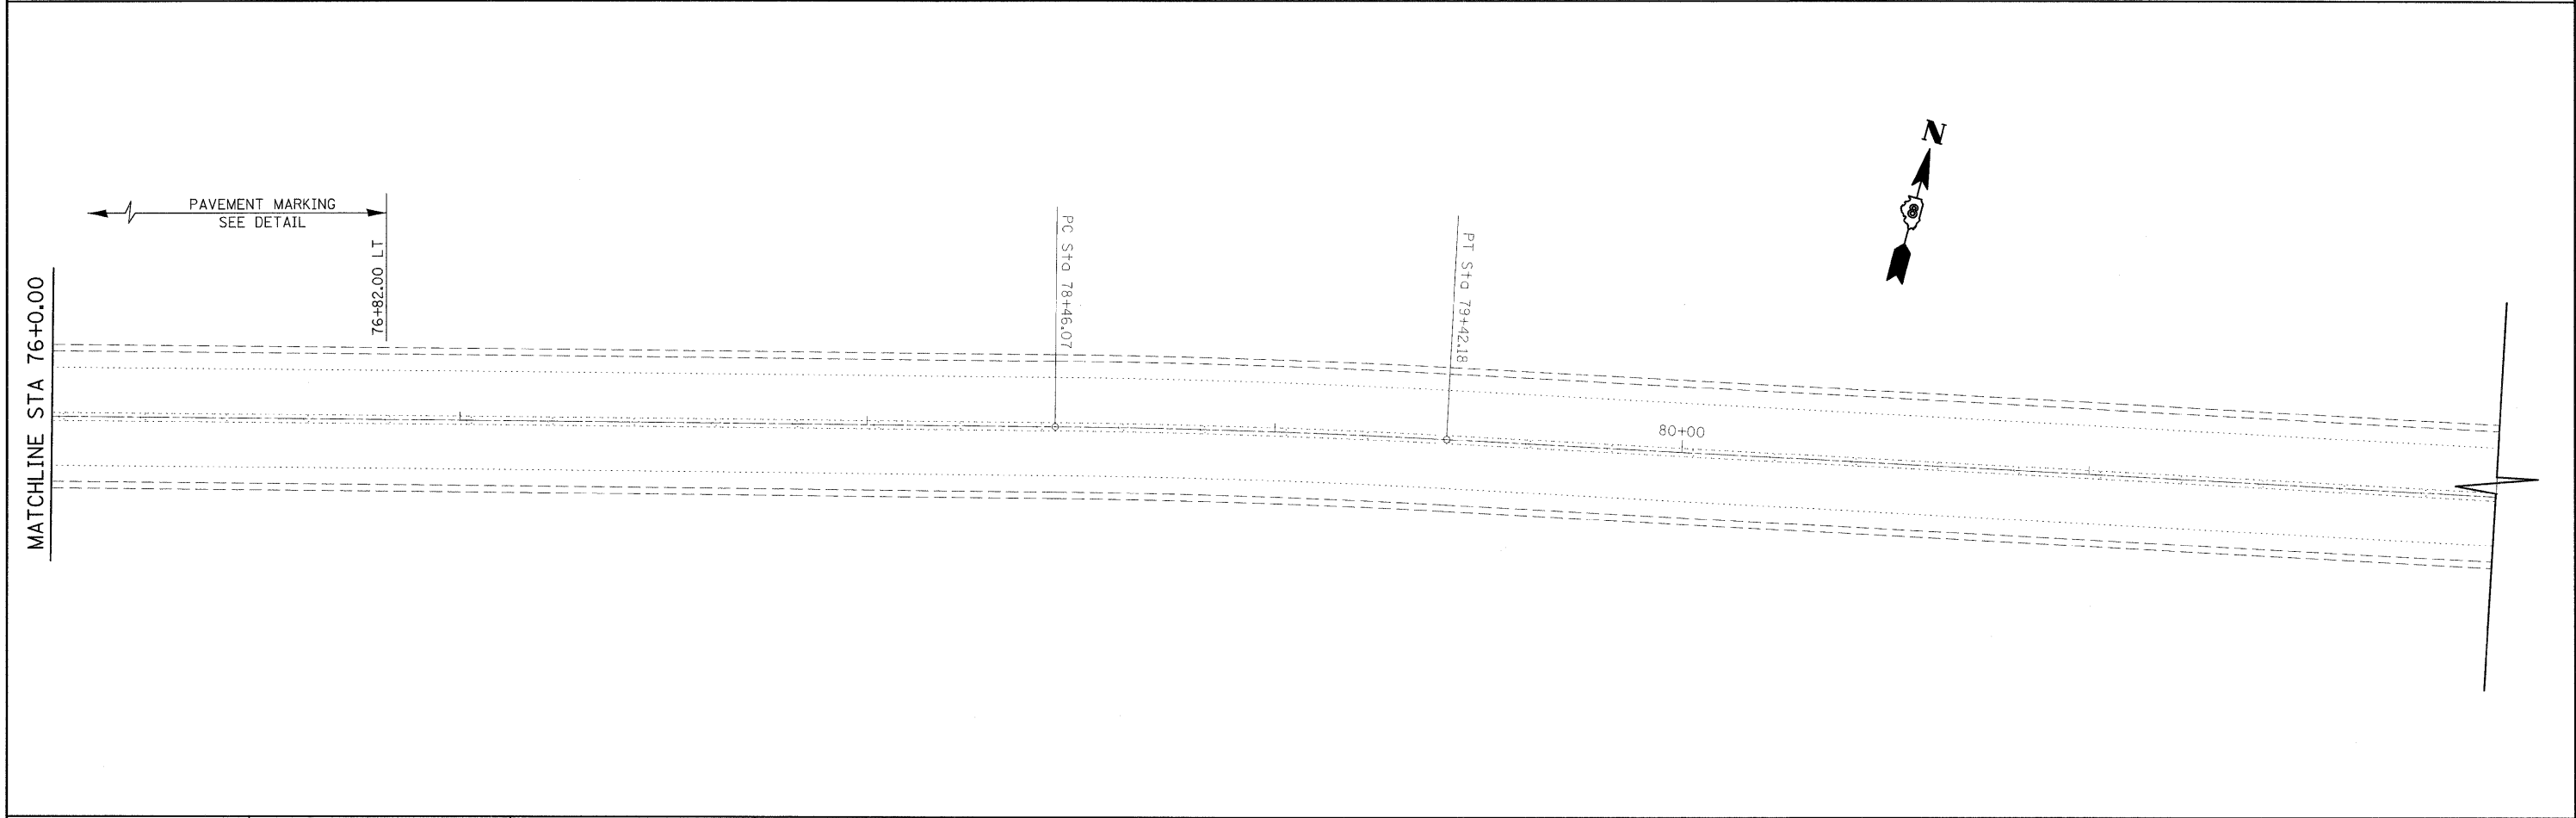 N
8
PAVEMENT MARKING
SEE DETAIL
76+82.00 LT
PC Sta 78+46.07
PT Sta 79+42.18
MATCHLINE STA 76+0.00
80+00